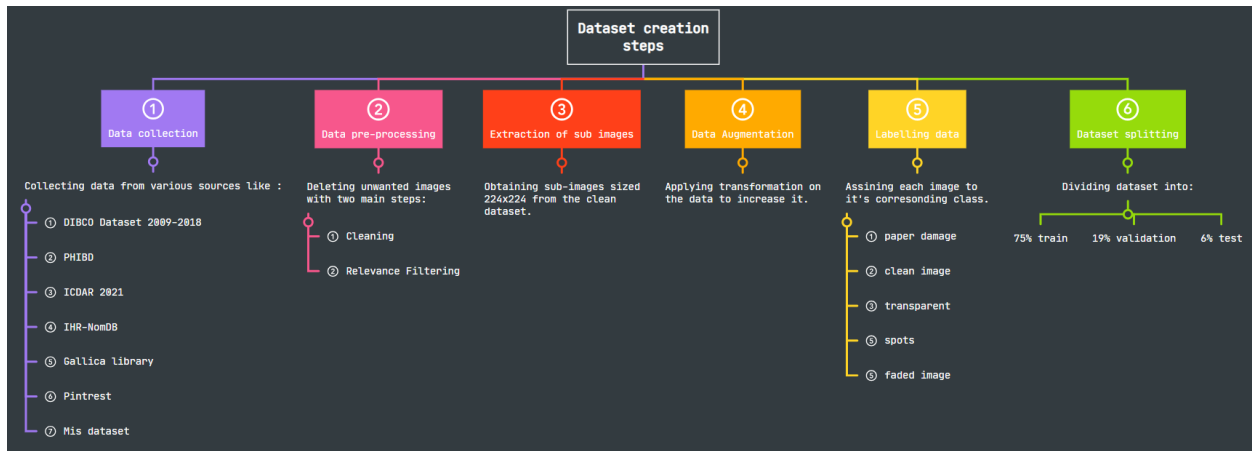 Dataset creation
steps
① Data collection
Collecting data from various sources like :
① DIBCO Dataset 2009-2018
② PHIBD
③ ICDAR 2021
④ IHR-NomDB
⑤ Gallica library
⑥ Pintrest
⑦ Mis dataset
② Data pre-processing
Deleting unwanted images
with two main steps:
① Cleaning
② Relevance Filtering
③ Extraction of sub images
Obtaining sub-images sized
224x224 from the clean
dataset.
④ Data Augmentation
Applying transformation on
the data to increase it.
⑤ Labelling data
Assining each image to
it's corresonding class.
① paper damage
② clean image
③ transparent
⑤ spots
⑤ faded image
⑥ Dataset splitting
Dividing dataset into:
75% train 19% validation 6% test